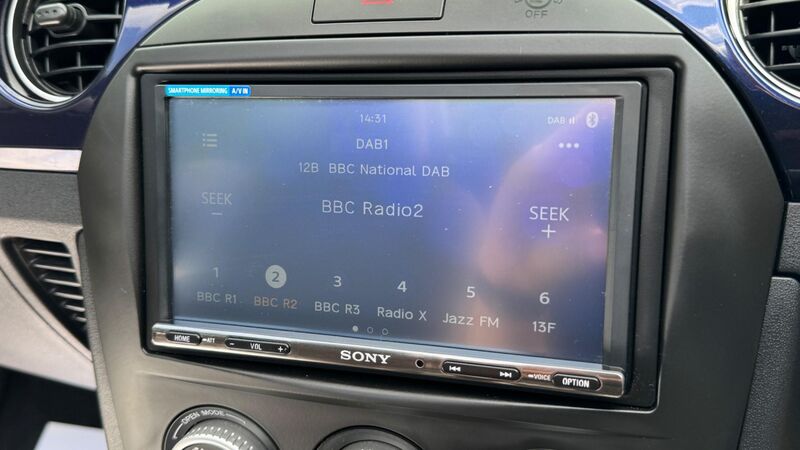 OFF
SMARTPHONE MIRRORING A/V IN
14:31
DAB
DAB1
12B BBC National DAB
SEEK
−
BBC Radio2
SEEK
+
1
2
3
4
5
6
BBC R1
BBC R2
BBC R3
Radio X
Jazz FM
13F
HOME ATT - VOL + SONY VOICE OPTION
OPEN MODE